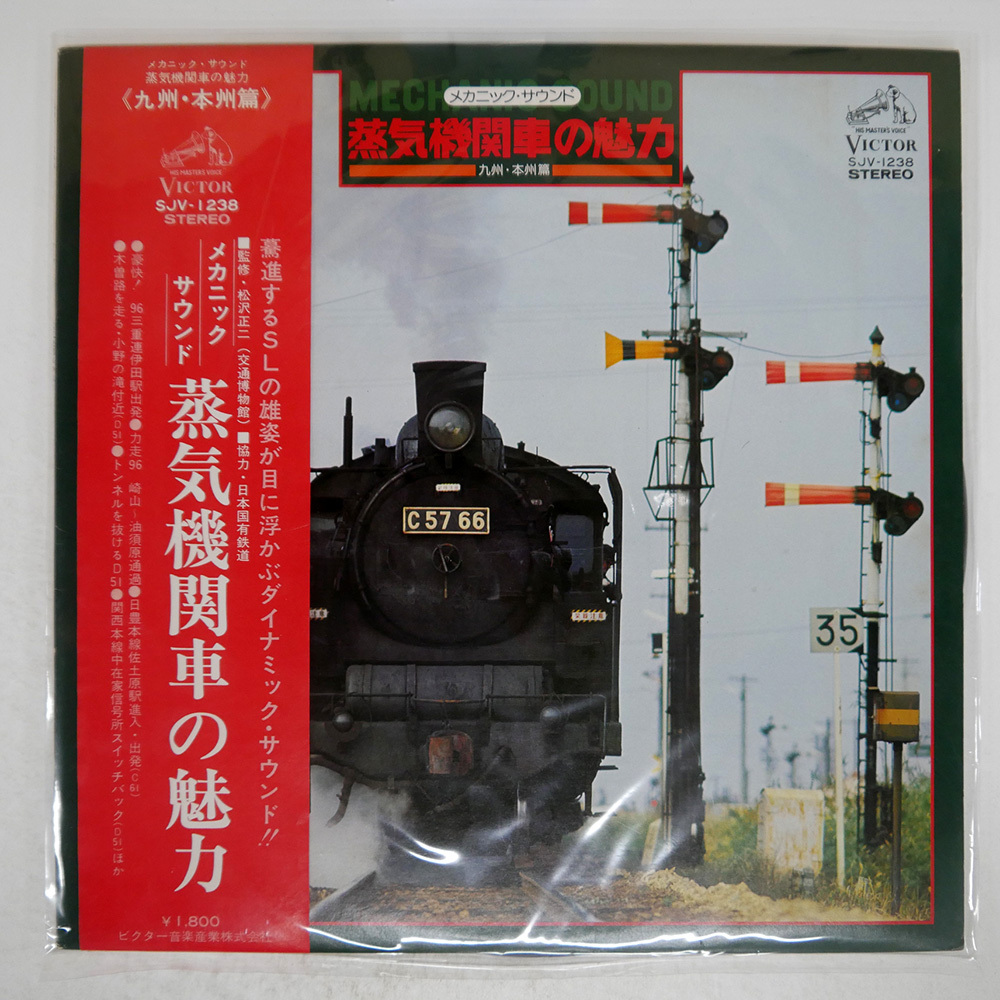 メカニック・サウンド
蒸気機関車の魅力
《九州・本州篇》
HIS MASTER'S VOICE
VICTOR
SJV-1238
STEREO
驀進するSLの雄姿が目に浮かぶダイナミック・サウンド!!
■監修・松沢正二(交通博物館)■協力・日本国有鉄道
メカニック
サウンド
蒸気機関車の魅力
●豪快! 96三重連伊田駅出発●力走96 崎山~油須原通過●日豊本線佐土原駅進入・出発(C61)
●木曽路を走る・小野の滝付近(D51)●トンネルを抜けるD51●関西本線中在家信号所スイッチバック(D51)ほか
¥1,800
ビクター音楽産業株式会
MECHANIC SOUND
メカニック・サウンド
蒸気機関車の魅力
九州・本州篇
HIS MASTER'S VOICE
VICTOR
SJV-1238
STEREO
C57 66
35